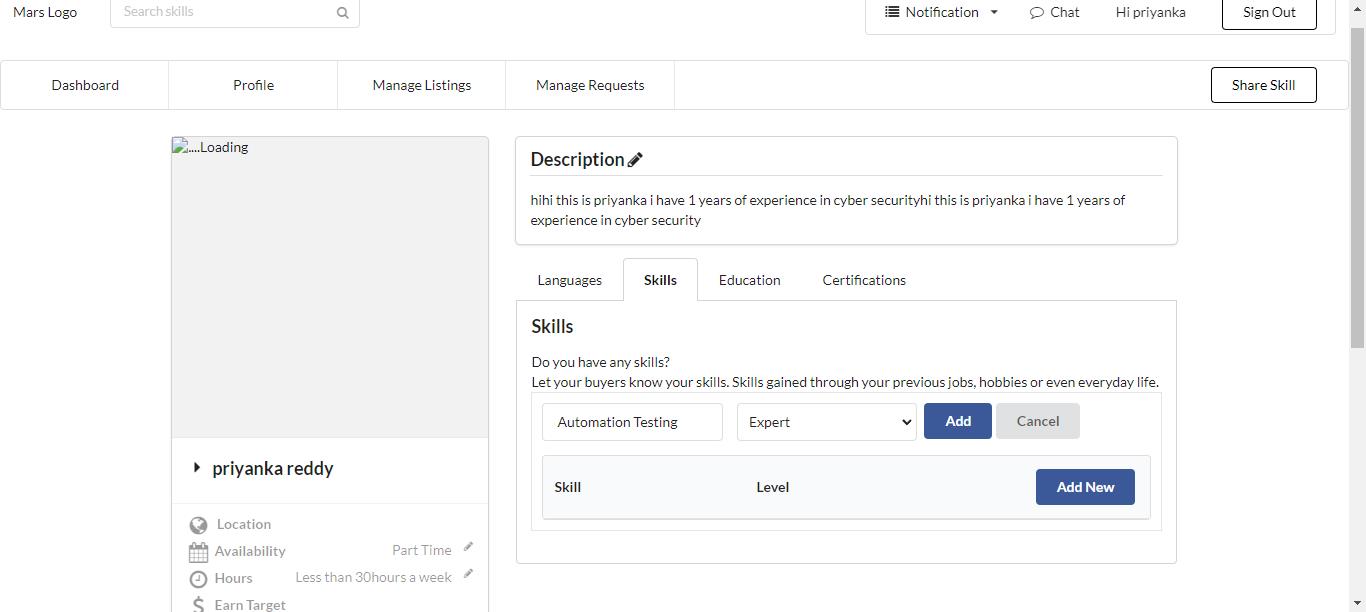 Mars Logo
Search skills
Notification
Chat
Hi priyanka
Sign Out
Dashboard
Profile
Manage Listings
Manage Requests
Share Skill
....Loading
priyanka reddy
Location
Availability Part Time
Hours Less than 30hours a week
Earn Target
Description
hihi this is priyanka i have 1 years of experience in cyber securityhi this is priyanka i have 1 years of
experience in cyber security
Languages
Skills
Education
Certifications
Skills
Do you have any skills?
Let your buyers know your skills. Skills gained through your previous jobs, hobbies or even everyday life.
Automation Testing
Expert
Add
Cancel
Skill
Level
Add New